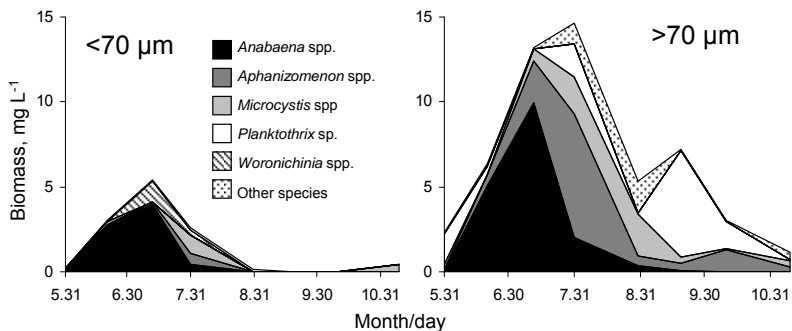 <70 µm
>70 µm
Biomass, mg L-1
15
10
5
0
5.31
6.30
7.31
8.31
9.30
10.31
Anabaena spp.
Aphanizomenon spp.
Microcystis spp
Planktothrix sp.
Woronichinia spp.
Other species
15
10
5
0
5.31
6.30
7.31
8.31
9.30
10.31
Month/day